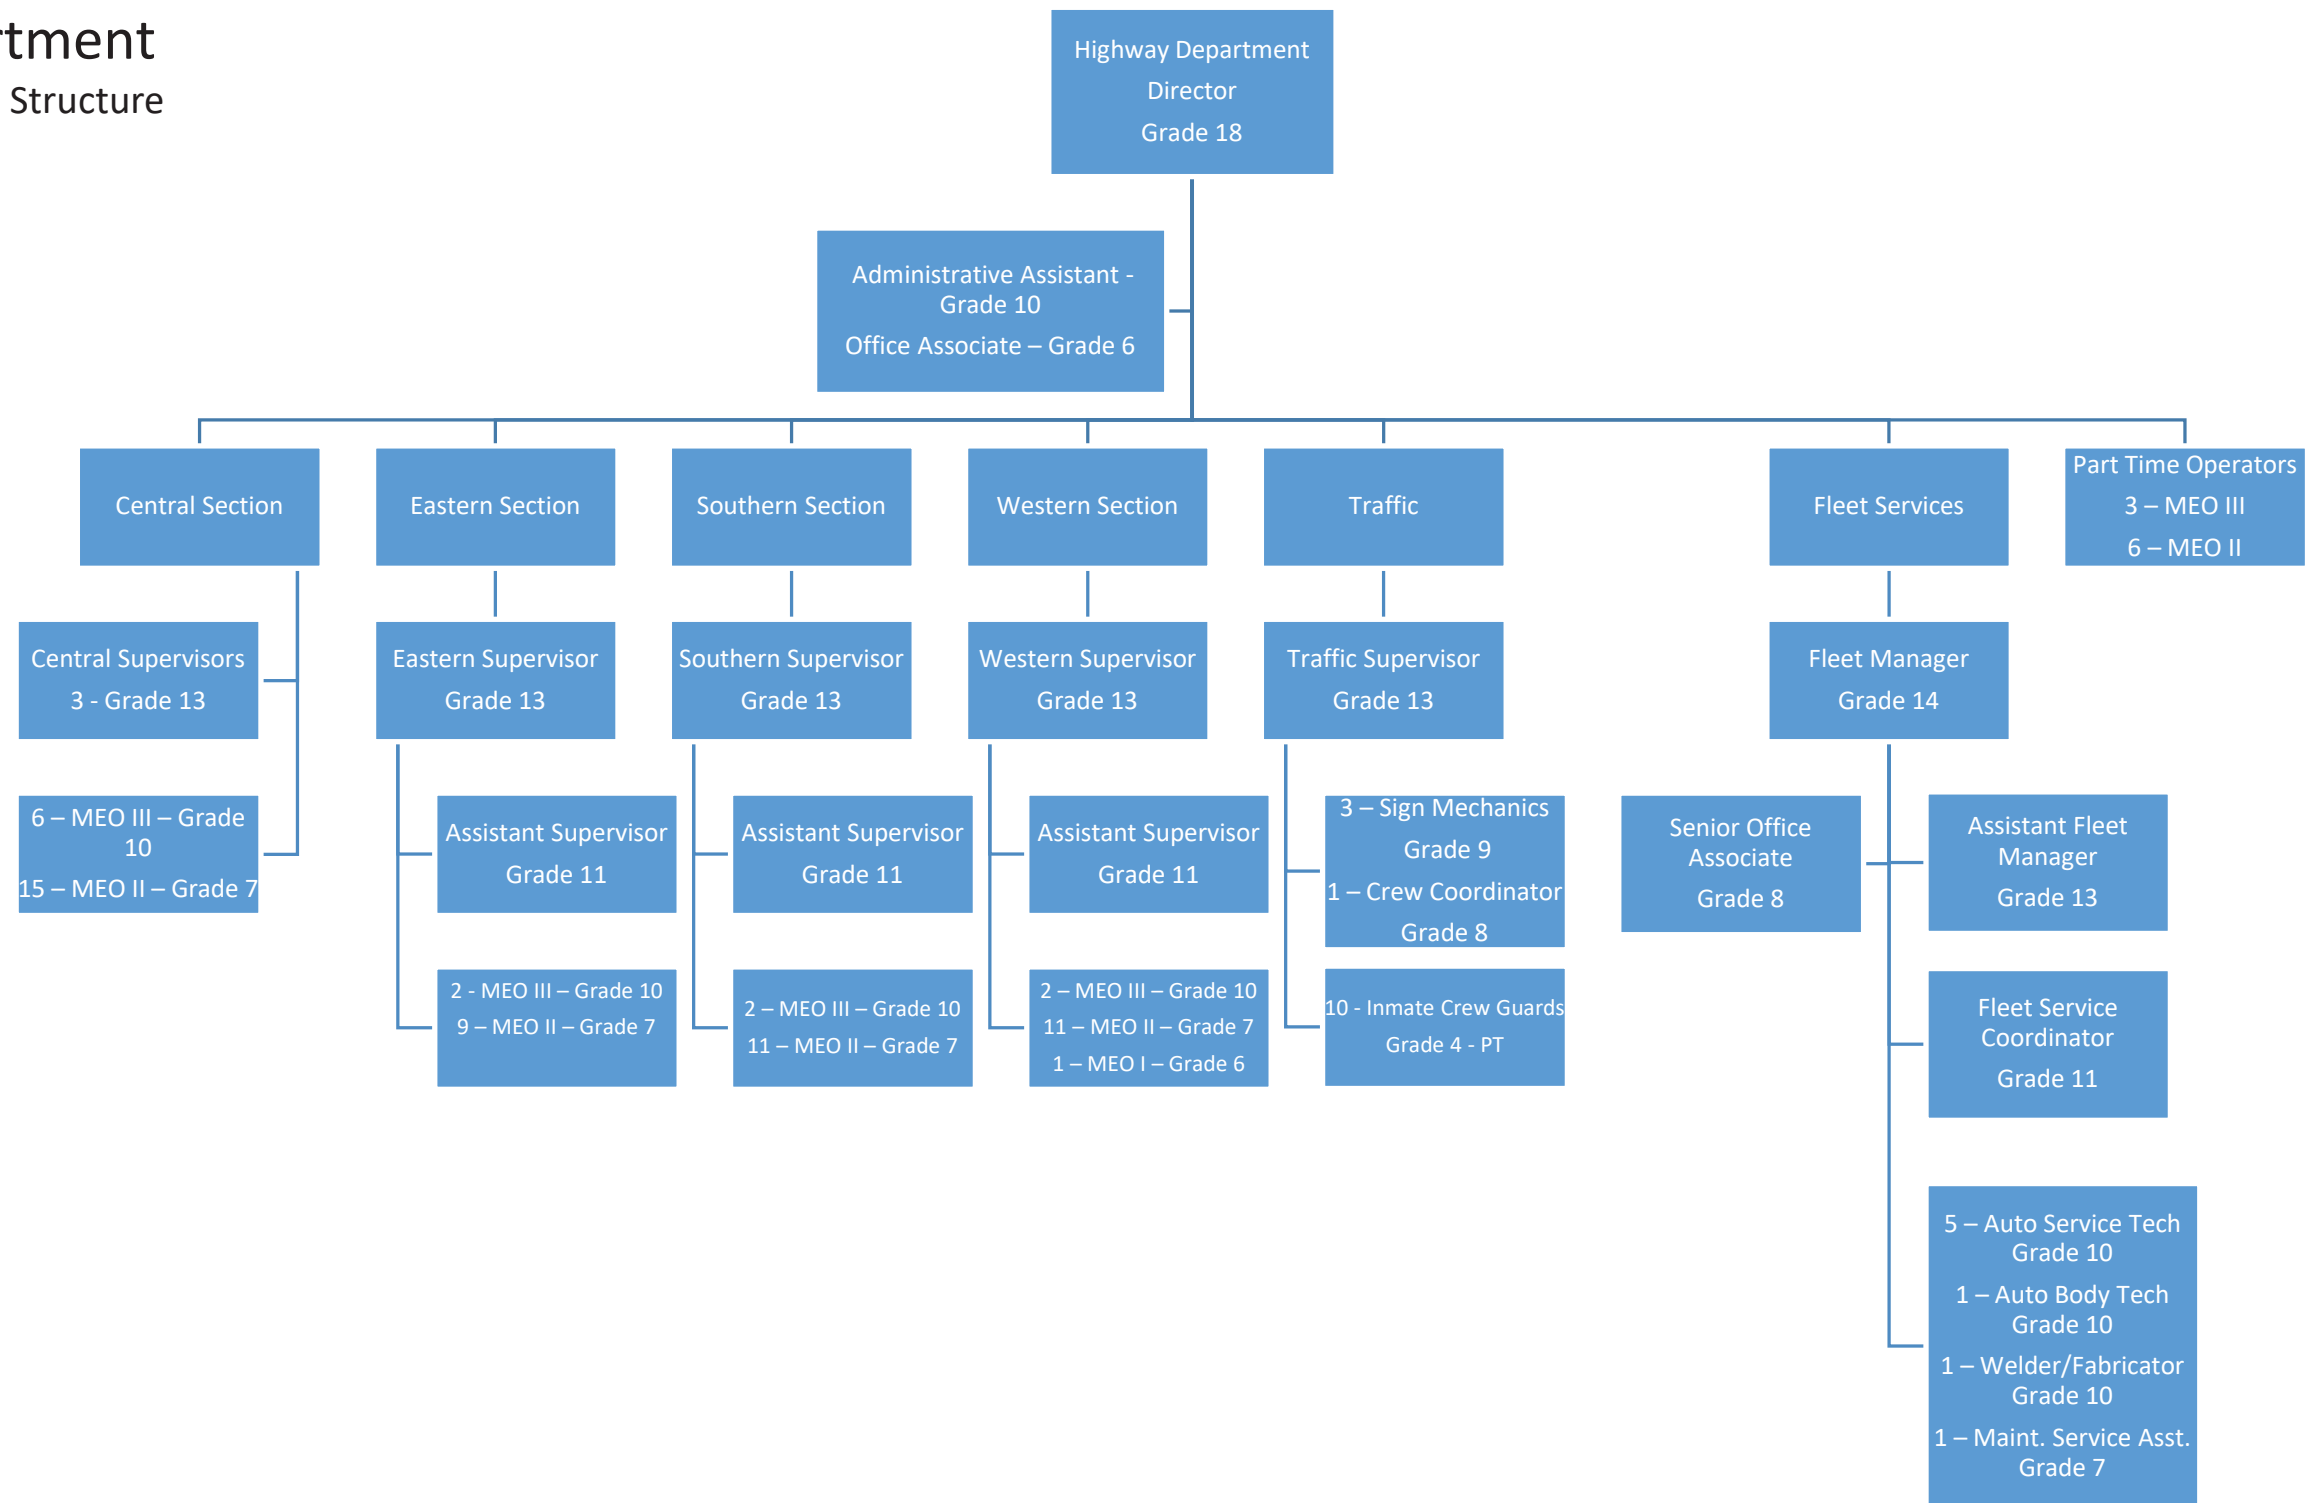 rtment
Structure
Highway Department
Director
Grade 18
Administrative Assistant -
Grade 10
Office Associate – Grade 6
Central Section
Eastern Section
Southern Section
Western Section
Traffic
Fleet Services
Part Time Operators
3 – MEO III
6 – MEO II
Central Supervisors
3 - Grade 13
Eastern Supervisor
Grade 13
Southern Supervisor
Grade 13
Western Supervisor
Grade 13
Traffic Supervisor
Grade 13
Fleet Manager
Grade 14
6 – MEO III – Grade
10
15 – MEO II – Grade 7
Assistant Supervisor
Grade 11
Assistant Supervisor
Grade 11
Assistant Supervisor
Grade 11
3 – Sign Mechanics
Grade 9
1 – Crew Coordinator
Grade 8
Senior Office
Associate
Grade 8
Assistant Fleet
Manager
Grade 13
2 - MEO III – Grade 10
9 – MEO II – Grade 7
2 – MEO III – Grade 10
11 – MEO II – Grade 7
2 – MEO III – Grade 10
11 – MEO II – Grade 7
1 – MEO I – Grade 6
10 - Inmate Crew Guards
Grade 4 - PT
Fleet Service
Coordinator
Grade 11
5 – Auto Service Tech
Grade 10
1 – Auto Body Tech
Grade 10
1 – Welder/Fabricator
Grade 10
1 – Maint. Service Asst.
Grade 7